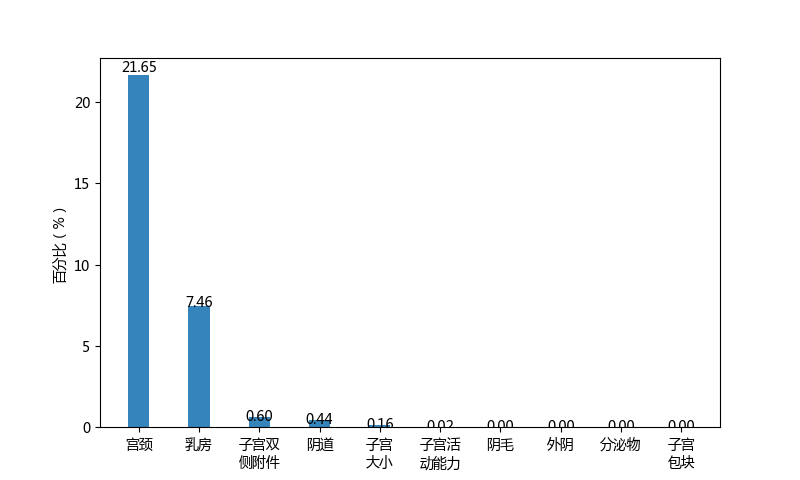 百分比（%）
20
15
10
5
0
21.65
7.46
0.60
0.44
0.16
0.02
0.00
0.00
0.00
0.00
宫颈
乳房
子宫双
侧附件
阴道
子宫
大小
子宫活
动能力
阴毛
外阴
分泌物
子宫
包块